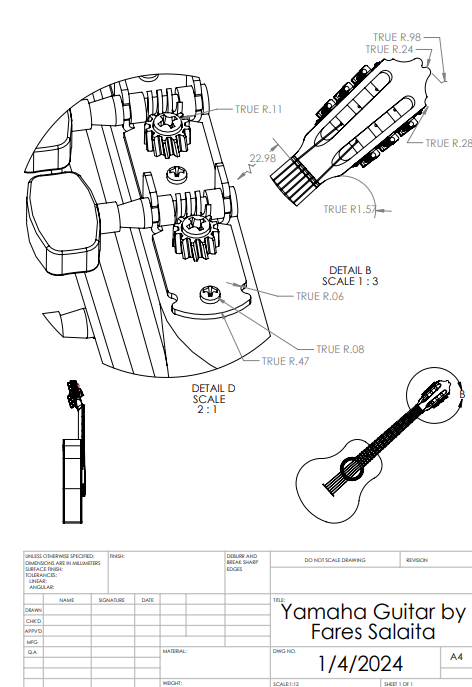 TRUE R.98
TRUE R.24
TRUE R.11
TRUE R.28
22.98
TRUE R1.57
DETAIL B
SCALE 1 : 3
TRUE R.06
TRUE R.08
TRUE R.47
DETAIL D
SCALE
2 : 1
B
UNLESS OTHERWISE SPECIFIED:
DIMENSIONS ARE IN MILLIMETERS
SURFACE FINISH:
TOLERANCES:
LINEAR:
ANGULAR:
FINISH:
DEBURR AND
BREAK SHARP
EDGES
DO NOT SCALE DRAWING
REVISION
NAME
SIGNATURE
DATE
DRAWN
CHK'D
APPV'D
MFG
Q.A
TITLE:
Yamaha Guitar by
Fares Salaita
MATERIAL:
DWG NO.
1/4/2024
A4
WEIGHT:
SCALE:1:12
SHEET 1 OF 1